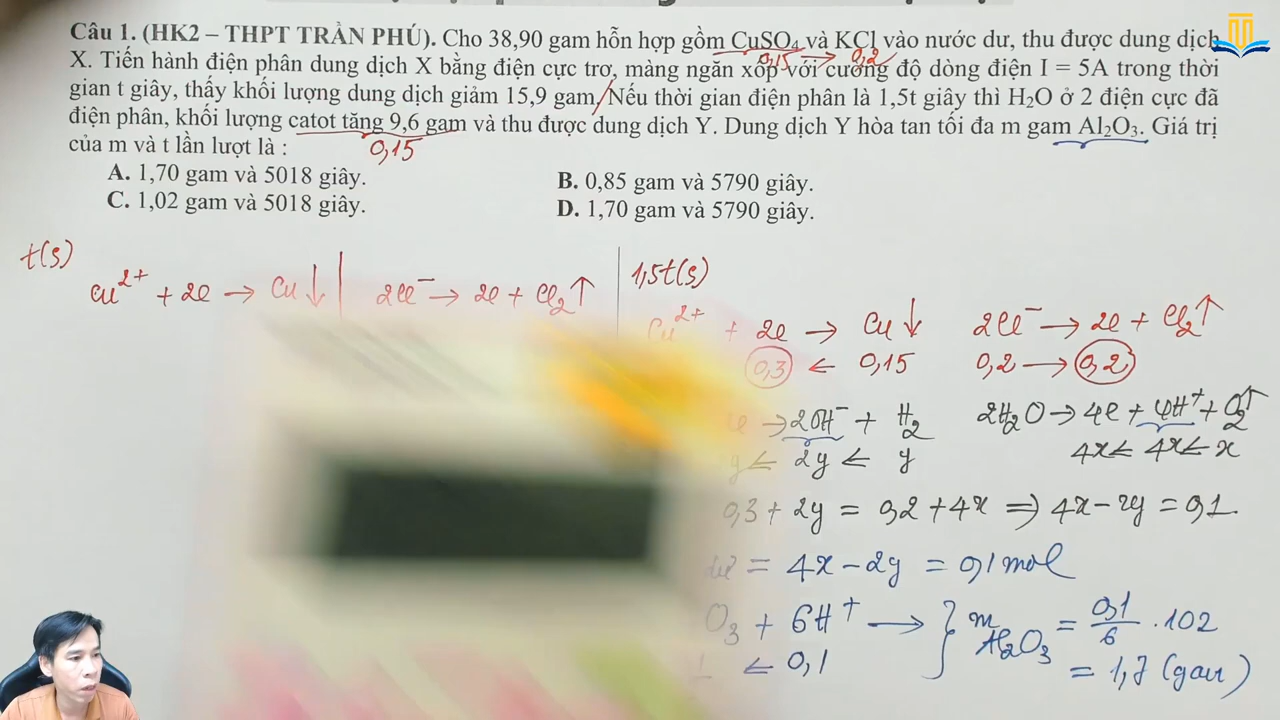 Câu 1. (HK2 – THPT TRẦN PHÚ). Cho 38,90 gam hỗn hợp gồm CuSO₄ và KCl vào nước dư, thu được dung dịch
0,15 → 0,2
X. Tiến hành điện phân dung dịch X bằng điện cực trơ, màng ngăn xốp với cường độ dòng điện I = 5A trong thời
gian t giây, thấy khối lượng dung dịch giảm 15,9 gam. Nếu thời gian điện phân là 1,5t giây thì H₂O ở 2 điện cực đã
điện phân, khối lượng catot tăng 9,6 gam và thu được dung dịch Y. Dung dịch Y hòa tan tối đa m gam Al₂O₃. Giá trị
của m và t lần lượt là :
0,15
A. 1,70 gam và 5018 giây.
B. 0,85 gam và 5790 giây.
C. 1,02 gam và 5018 giây.
D. 1,70 gam và 5790 giây.
t(s)
Cu²⁺ + 2e → Cu↓ | 2Cl⁻ → 2e + Cl₂↑
1,5t(s)
Cu²⁺ + 2e → Cu↓ 2Cl⁻ → 2e + Cl₂↑
0,3 ← 0,15 0,2 → 0,2
e → 2OH⁻ + H₂ 2H₂O → 4e + 4H⁺ + O₂↑
y ← 2y ← y 4x ← 4x ← x
0,3 + 2y = 0,2 + 4x ⇒ 4x − 2y = 0,1.
dư = 4x − 2y = 0,1 mol
O₃ + 6H⁺ → } m Al₂O₃ = 0,1/6 . 102
← 0,1 = 1,7 (gam)